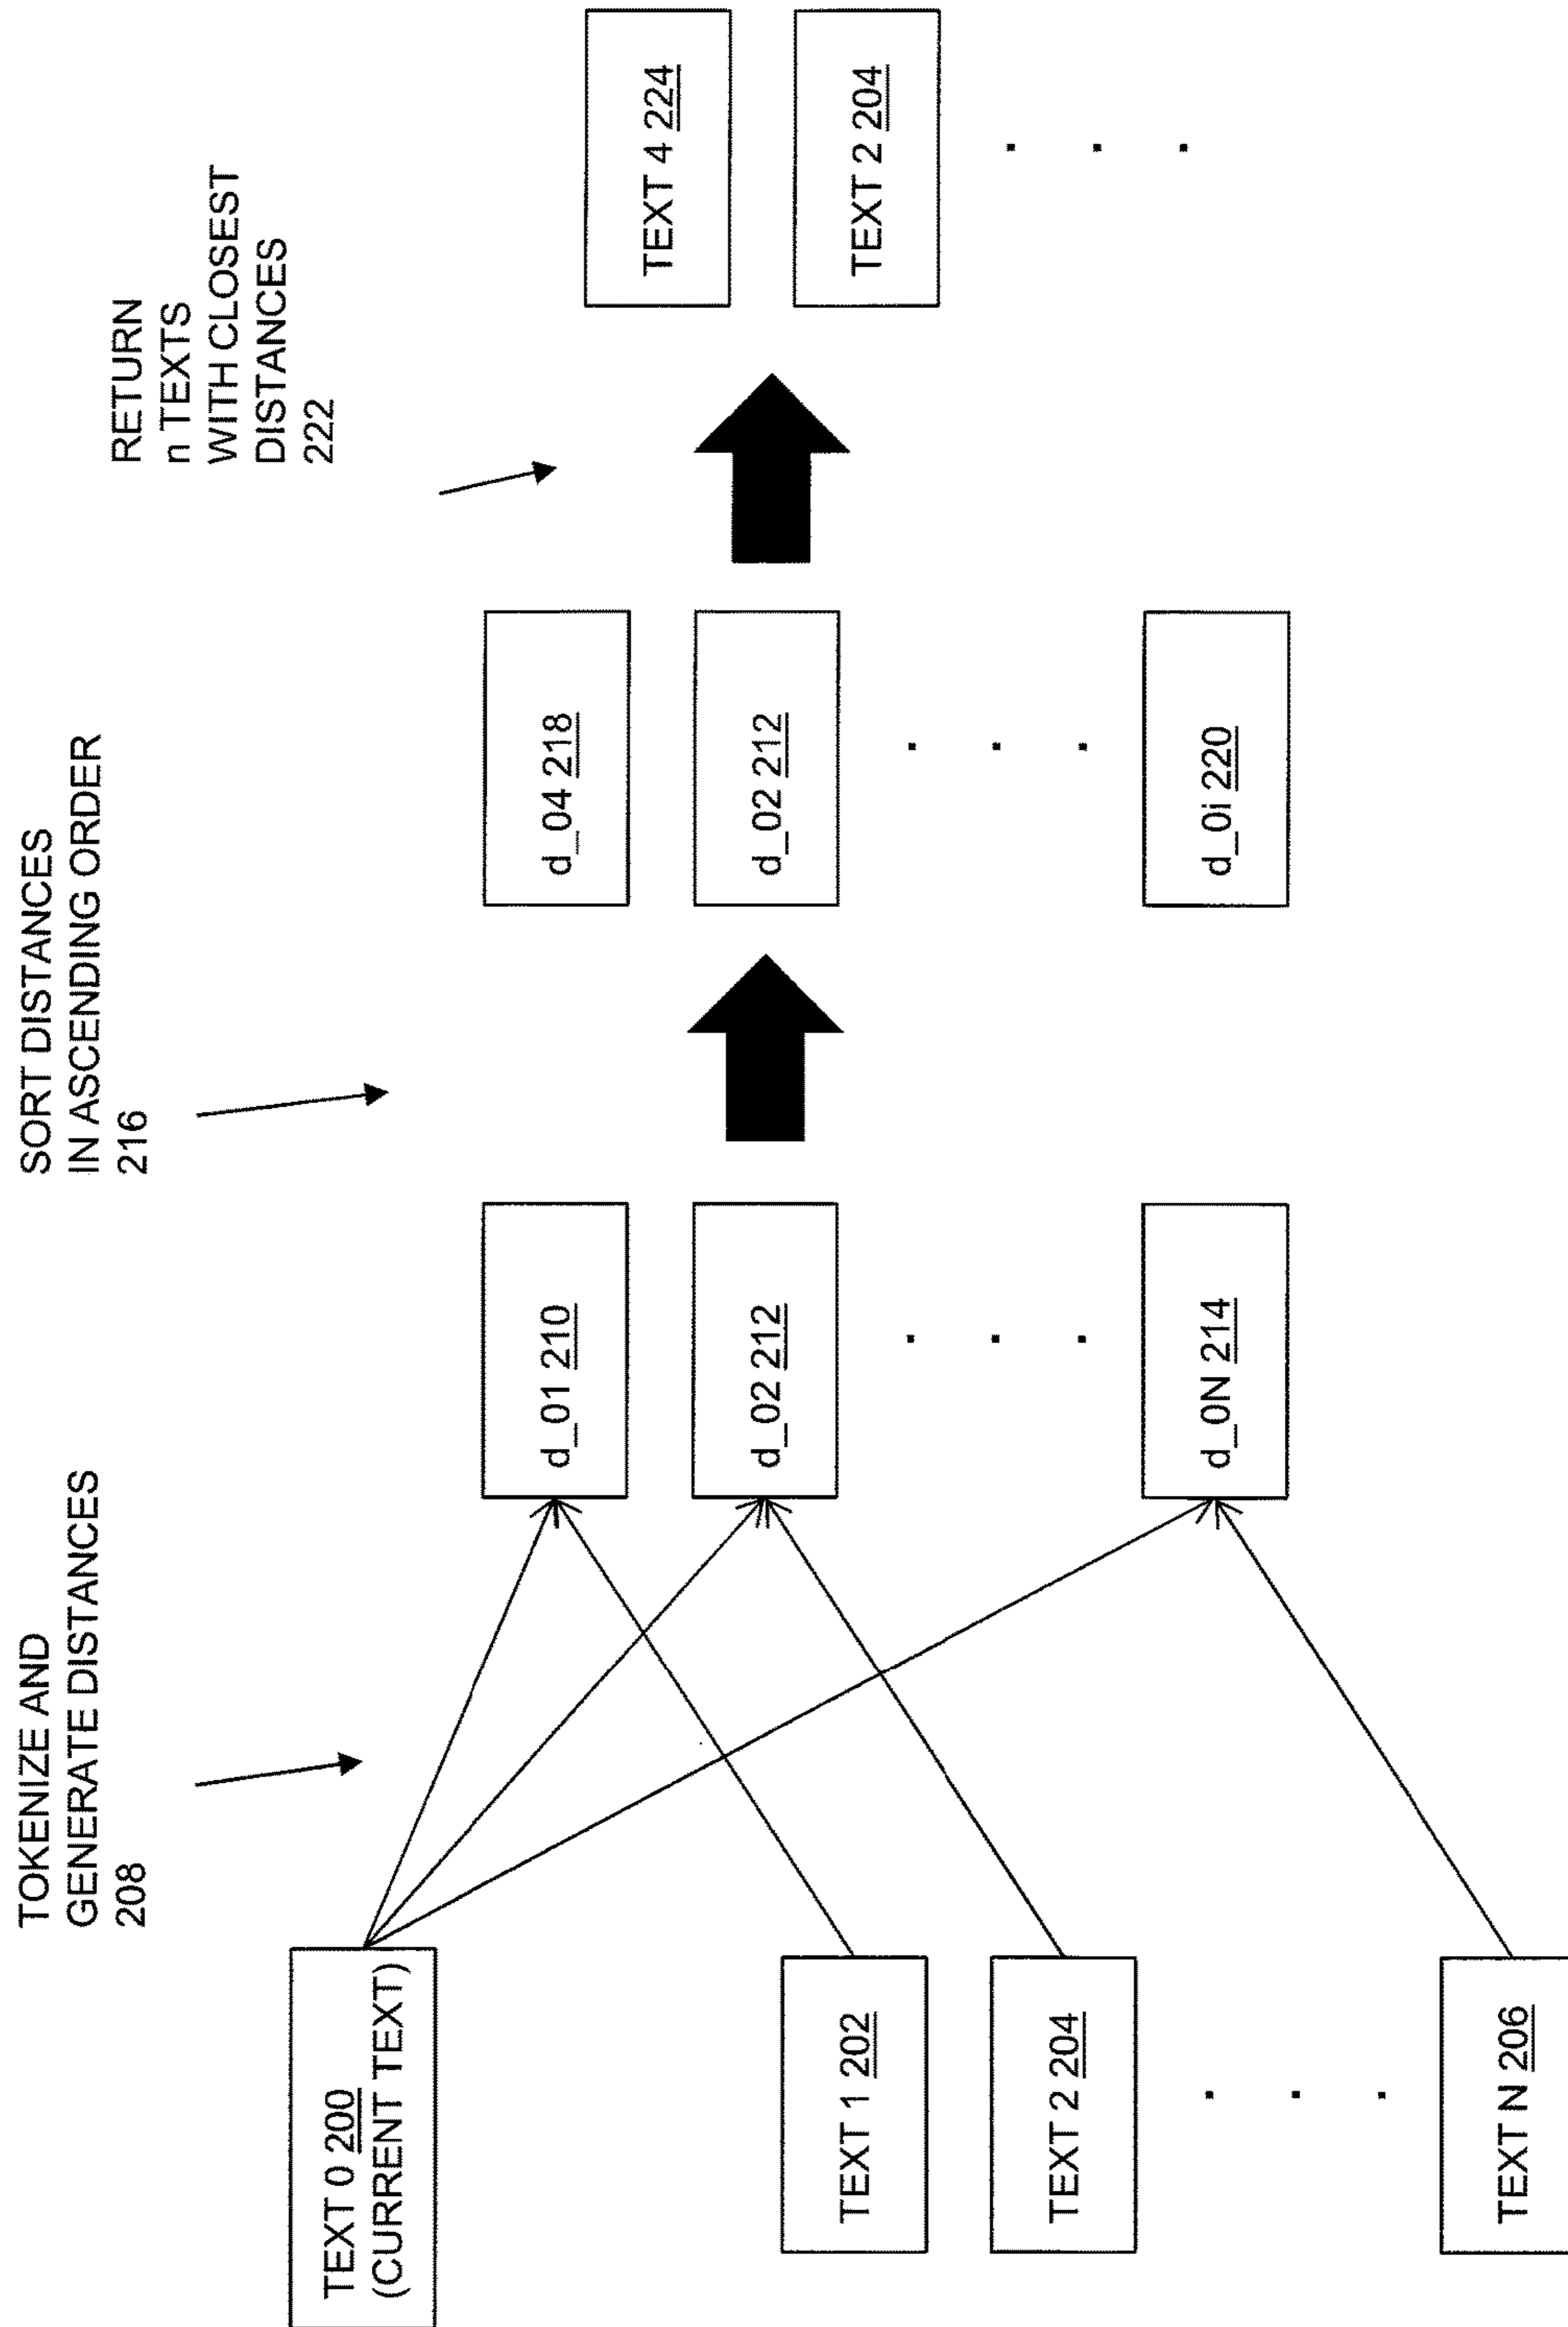 TOKENIZE AND
GENERATE DISTANCES
208
SORT DISTANCES
IN ASCENDING ORDER
216
RETURN
n TEXTS
WITH CLOSEST
DISTANCES
222
TEXT 0 200
(CURRENT TEXT)
TEXT 1 202
TEXT 2 204
TEXT N 206
d_01 210
d_02 212
d_0N 214
d_04 218
d_02 212
d_0i 220
TEXT 4 224
TEXT 2 204